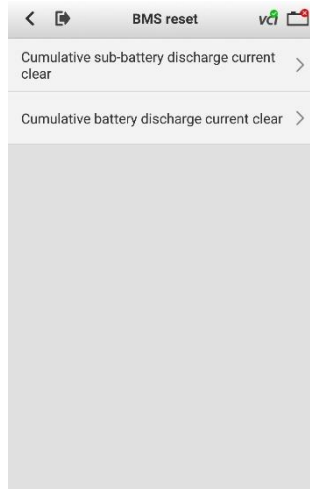 BMS reset
vci
Cumulative sub-battery discharge current
clear
Cumulative battery discharge current clear